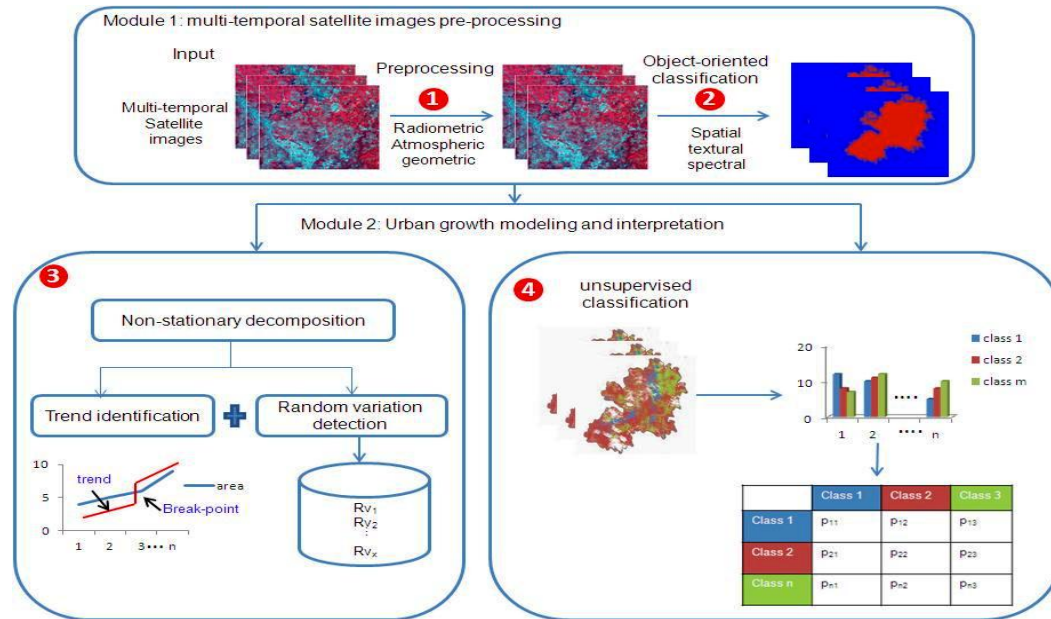 Module 1: multi-temporal satellite images pre-processing
Input
Multi-temporal
Satellite
images
Preprocessing
1
Radiometric
Atmospheric
geometric
Object-oriented
classification
2
Spatial
textural
spectral
Module 2: Urban growth modeling and interpretation
3
Non-stationary decomposition
Trend identification
Random variation
detection
10
5
0
trend
area
Break-point
1 2 3 ••• n
Rv1
Rv2
⋮
Rvx
4
unsupervised
classification
20
10
0
class 1
class 2
class m
....
1 2 .... n
Class 1 Class 2 Class 3
Class 1 p11 p12 p13
Class 2 p21 p22 p23
Class n pn1 pn2 pn3